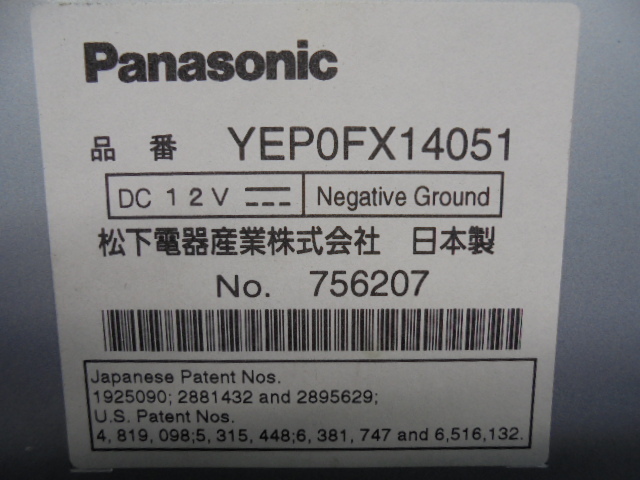 Panasonic
品番 YEP0FX14051
DC 12V Negative Ground
松下電器産業株式会社 日本製
No. 756207
Japanese Patent Nos.
1925090; 2881432 and 2895629;
U.S. Patent Nos.
4, 819, 098;5, 315, 448;6, 381, 747 and 6,516,132.